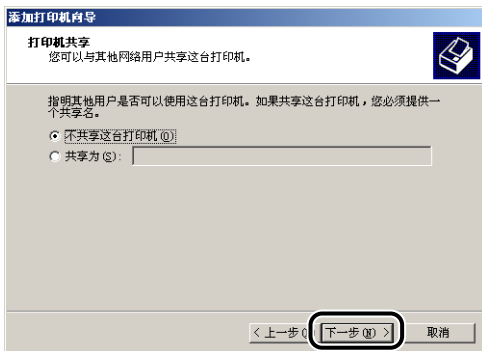 添加打印机向导
打印机共享
您可以与其他网络用户共享这台打印机。
指明其他用户是否可以使用这台打印机。如果共享这台打印机，您必须提供一
个共享名。
不共享这台打印机(O)
共享为(S):
<上一步 下一步(N) > 取消